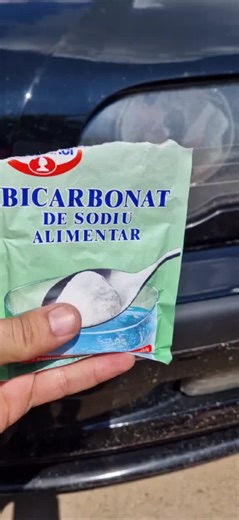 BICARBONAT
DE SODIU
ALIMENTAR